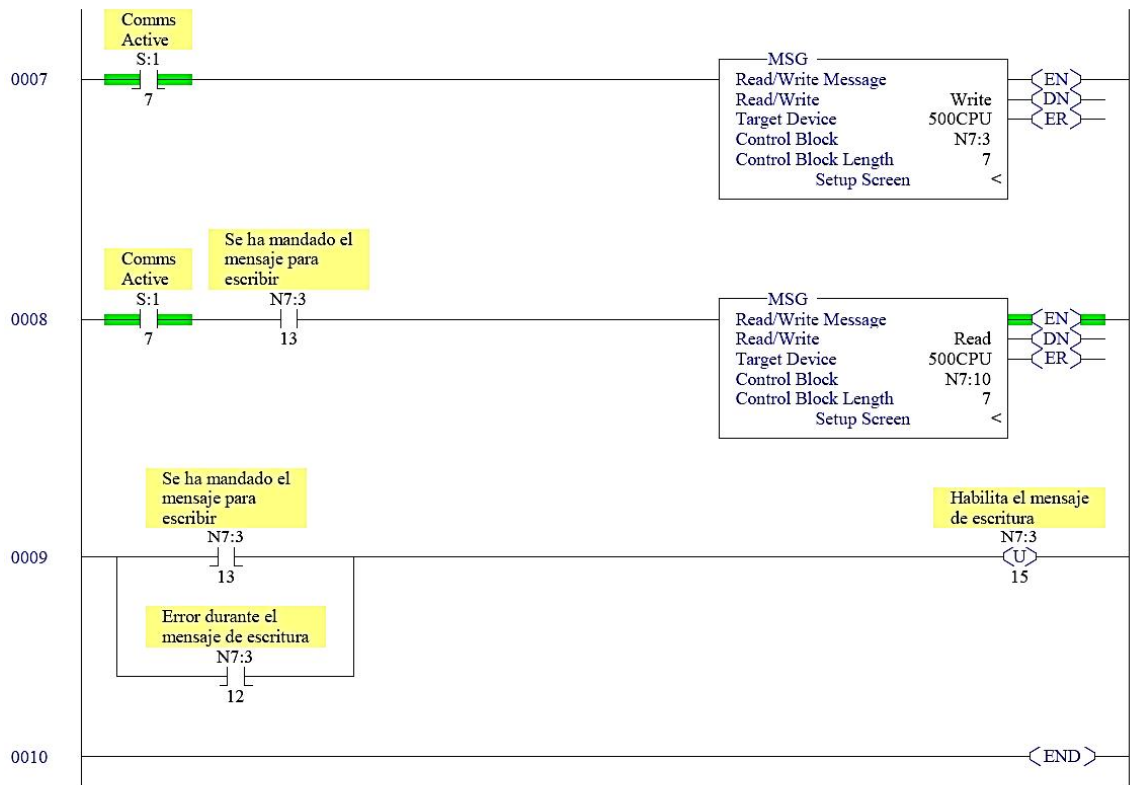 Comms
Active
S:1
0007
7
MSG
Read/Write Message
Read/Write Write
Target Device 500CPU
Control Block N7:3
Control Block Length 7
Setup Screen <
EN
DN
ER
Comms
Active
S:1
Se ha mandado el
mensaje para
escribir
N7:3
0008
7
13
MSG
Read/Write Message
Read/Write Read
Target Device 500CPU
Control Block N7:10
Control Block Length 7
Setup Screen <
EN
DN
ER
Se ha mandado el
mensaje para
escribir
N7:3
0009
13
Habilita el mensaje
de escritura
N7:3
U
15
Error durante el
mensaje de escritura
N7:3
12
0010
END